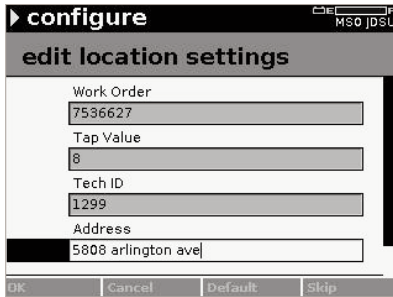 configure
MSO JDSU
edit location settings
Work Order
7536627
Tap Value
8
Tech ID
1299
Address
5808 arlington ave
OK Cancel Default Skip